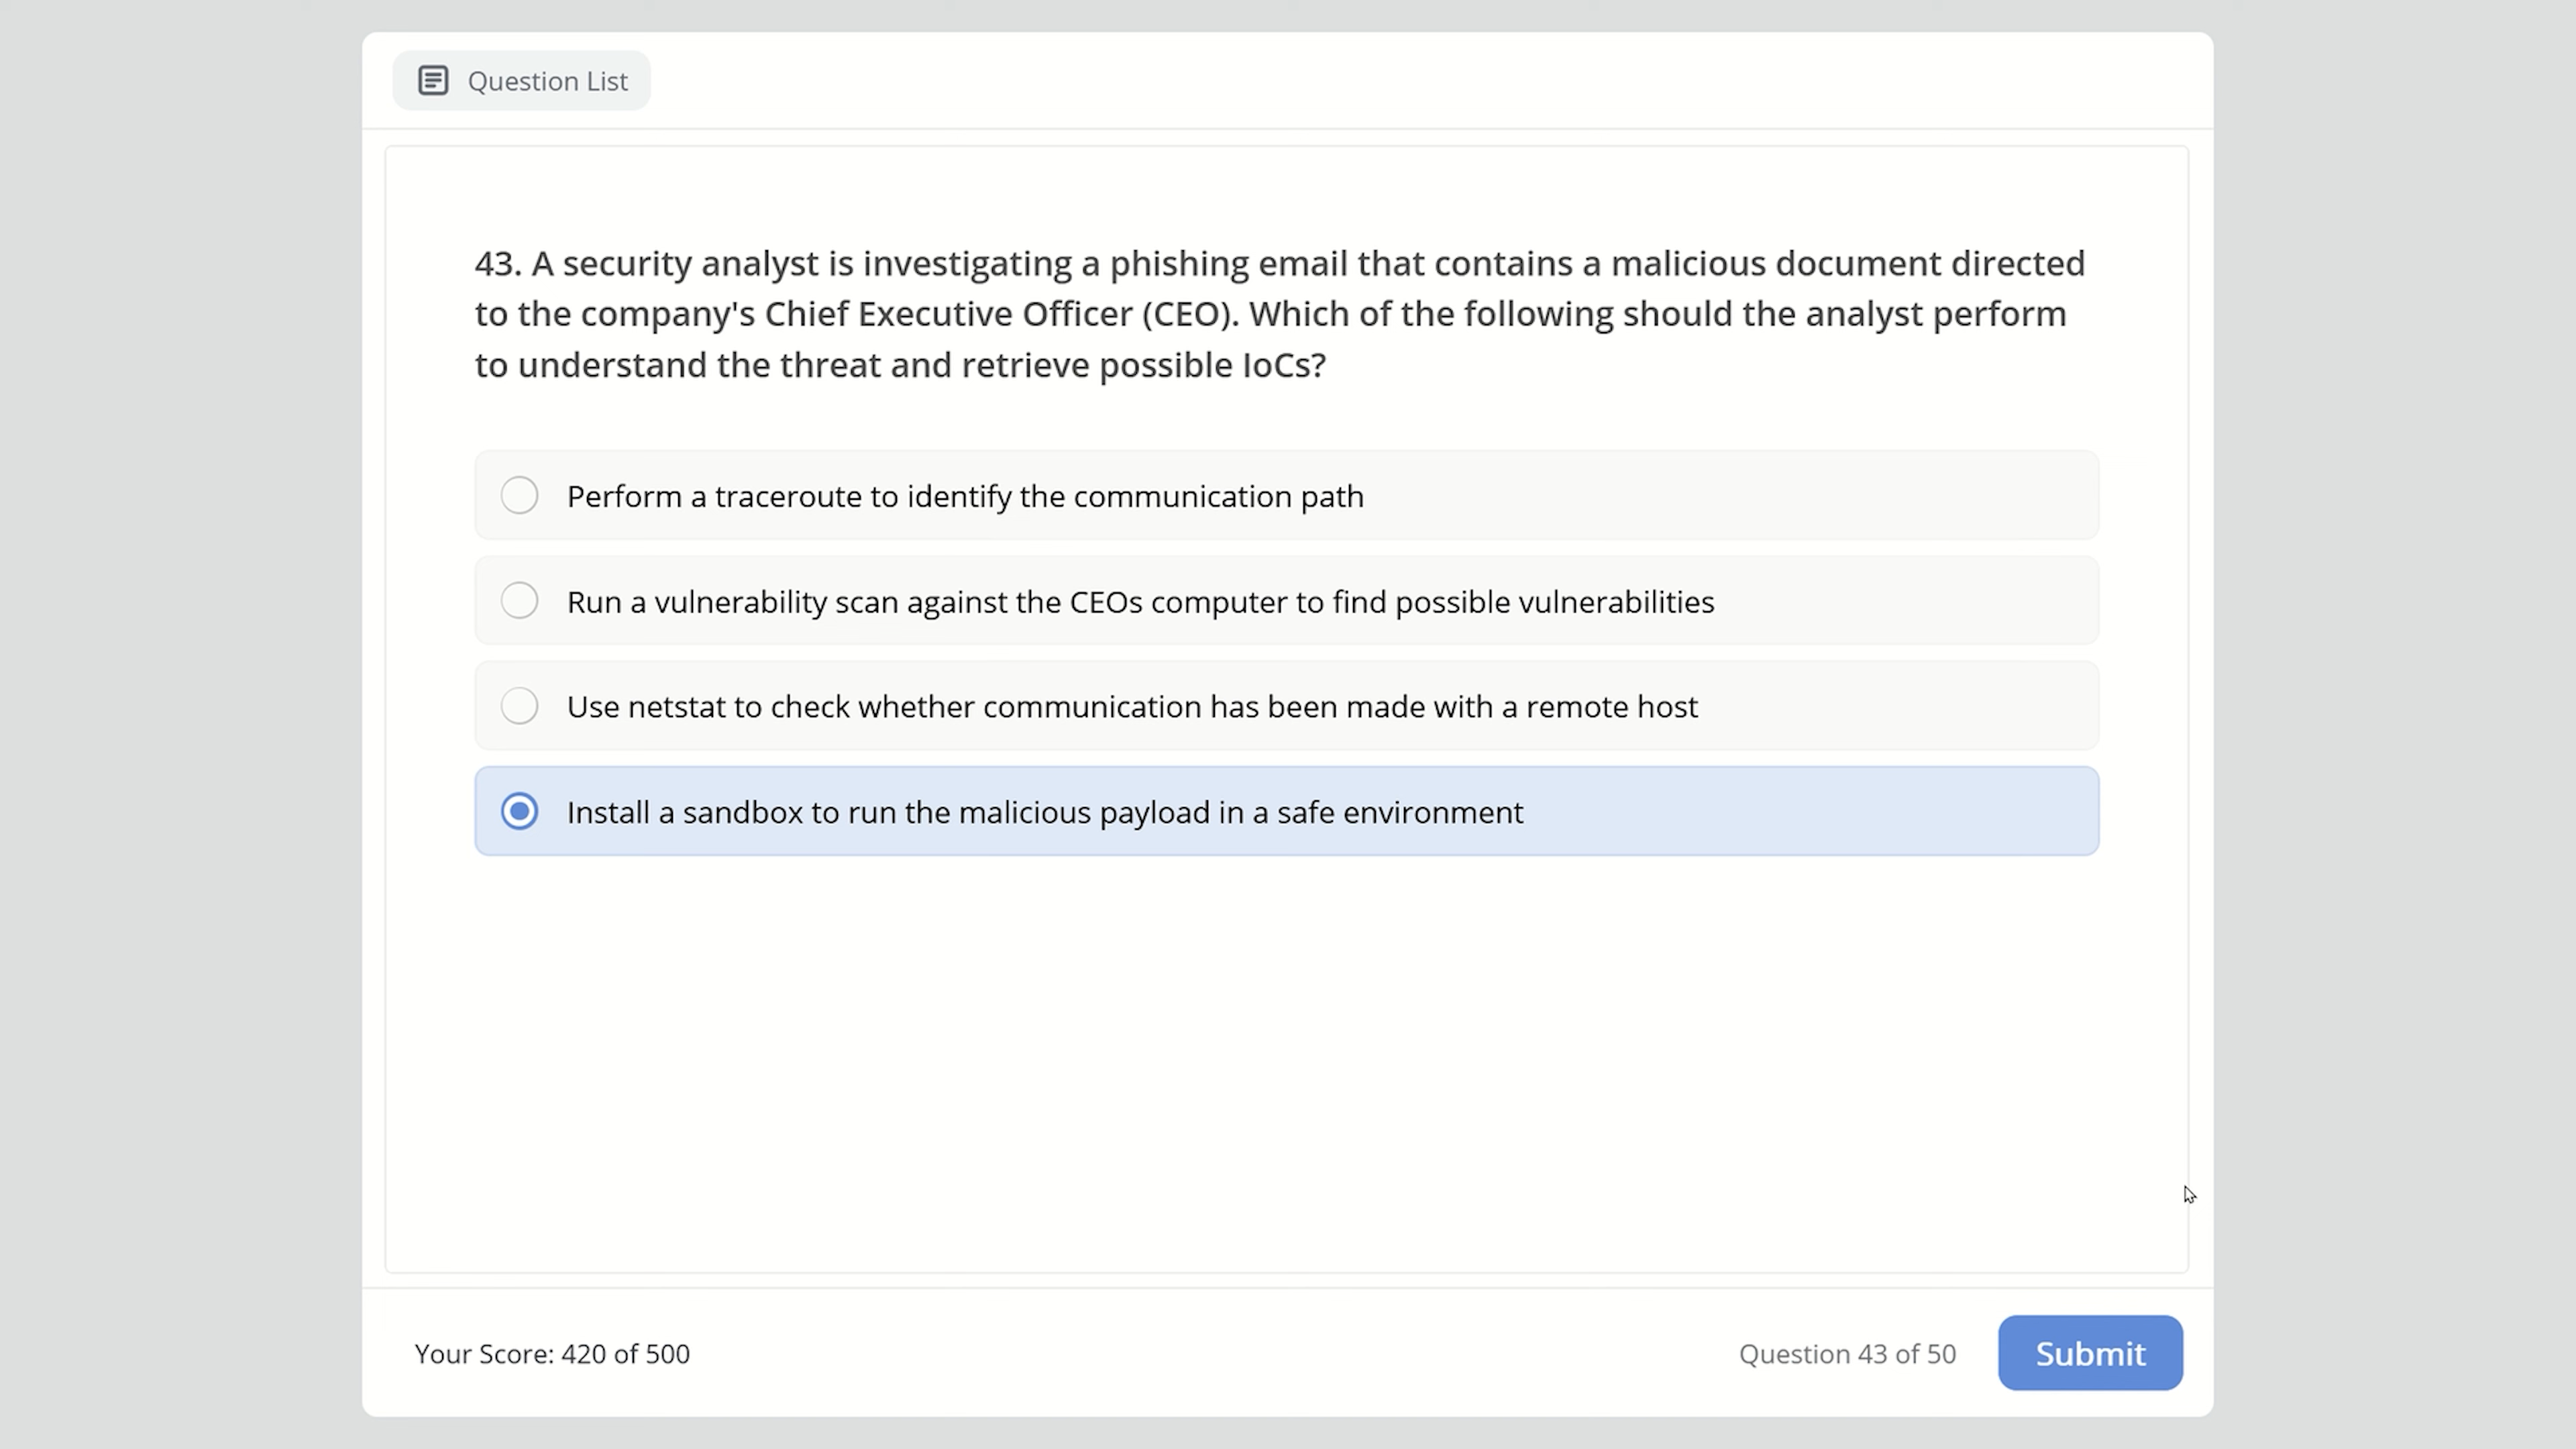 Question List
43. A security analyst is investigating a phishing email that contains a malicious document directed
to the company's Chief Executive Officer (CEO). Which of the following should the analyst perform
to understand the threat and retrieve possible IoCs?
Perform a traceroute to identify the communication path
Run a vulnerability scan against the CEOs computer to find possible vulnerabilities
Use netstat to check whether communication has been made with a remote host
Install a sandbox to run the malicious payload in a safe environment
Your Score: 420 of 500
Question 43 of 50
Submit